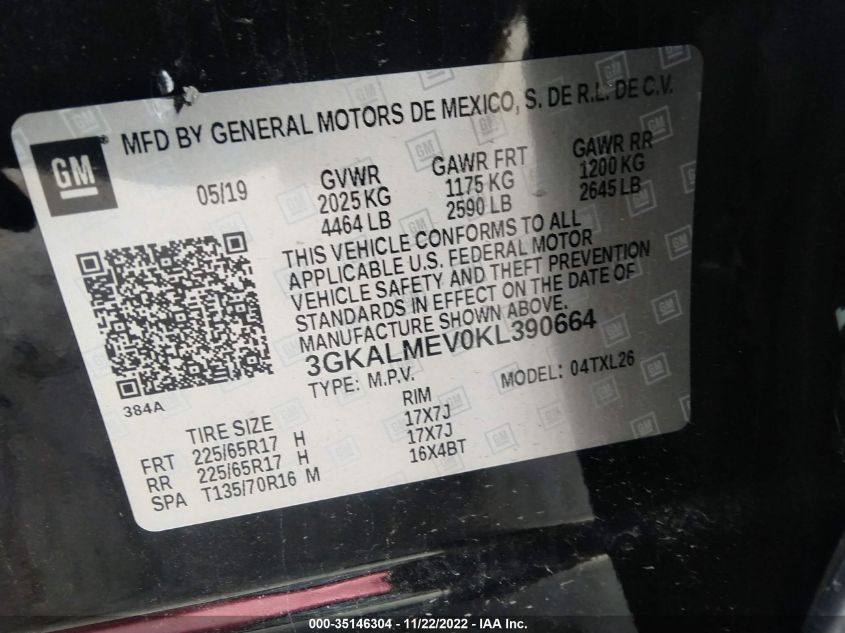 MFD BY GENERAL MOTORS DE MEXICO, S. DE R.L. DE C.V.
GM
05/19
GVWR GAWR FRT GAWR RR
2025 KG 1175 KG 1200 KG
4464 LB 2590 LB 2645 LB
THIS VEHICLE CONFORMS TO ALL
APPLICABLE U.S. FEDERAL MOTOR
VEHICLE SAFETY AND THEFT PREVENTION
STANDARDS IN EFFECT ON THE DATE OF
MANUFACTURE SHOWN ABOVE.
3GKALMEV0KL390664
TYPE: M.P.V. MODEL: 04TXL26
384A
TIRE SIZE RIM
FRT 225/65R17 H 17X7J
RR 225/65R17 H 17X7J
SPA T135/70R16 M 16X4BT
000-35146304 - 11/22/2022 - IAA Inc.